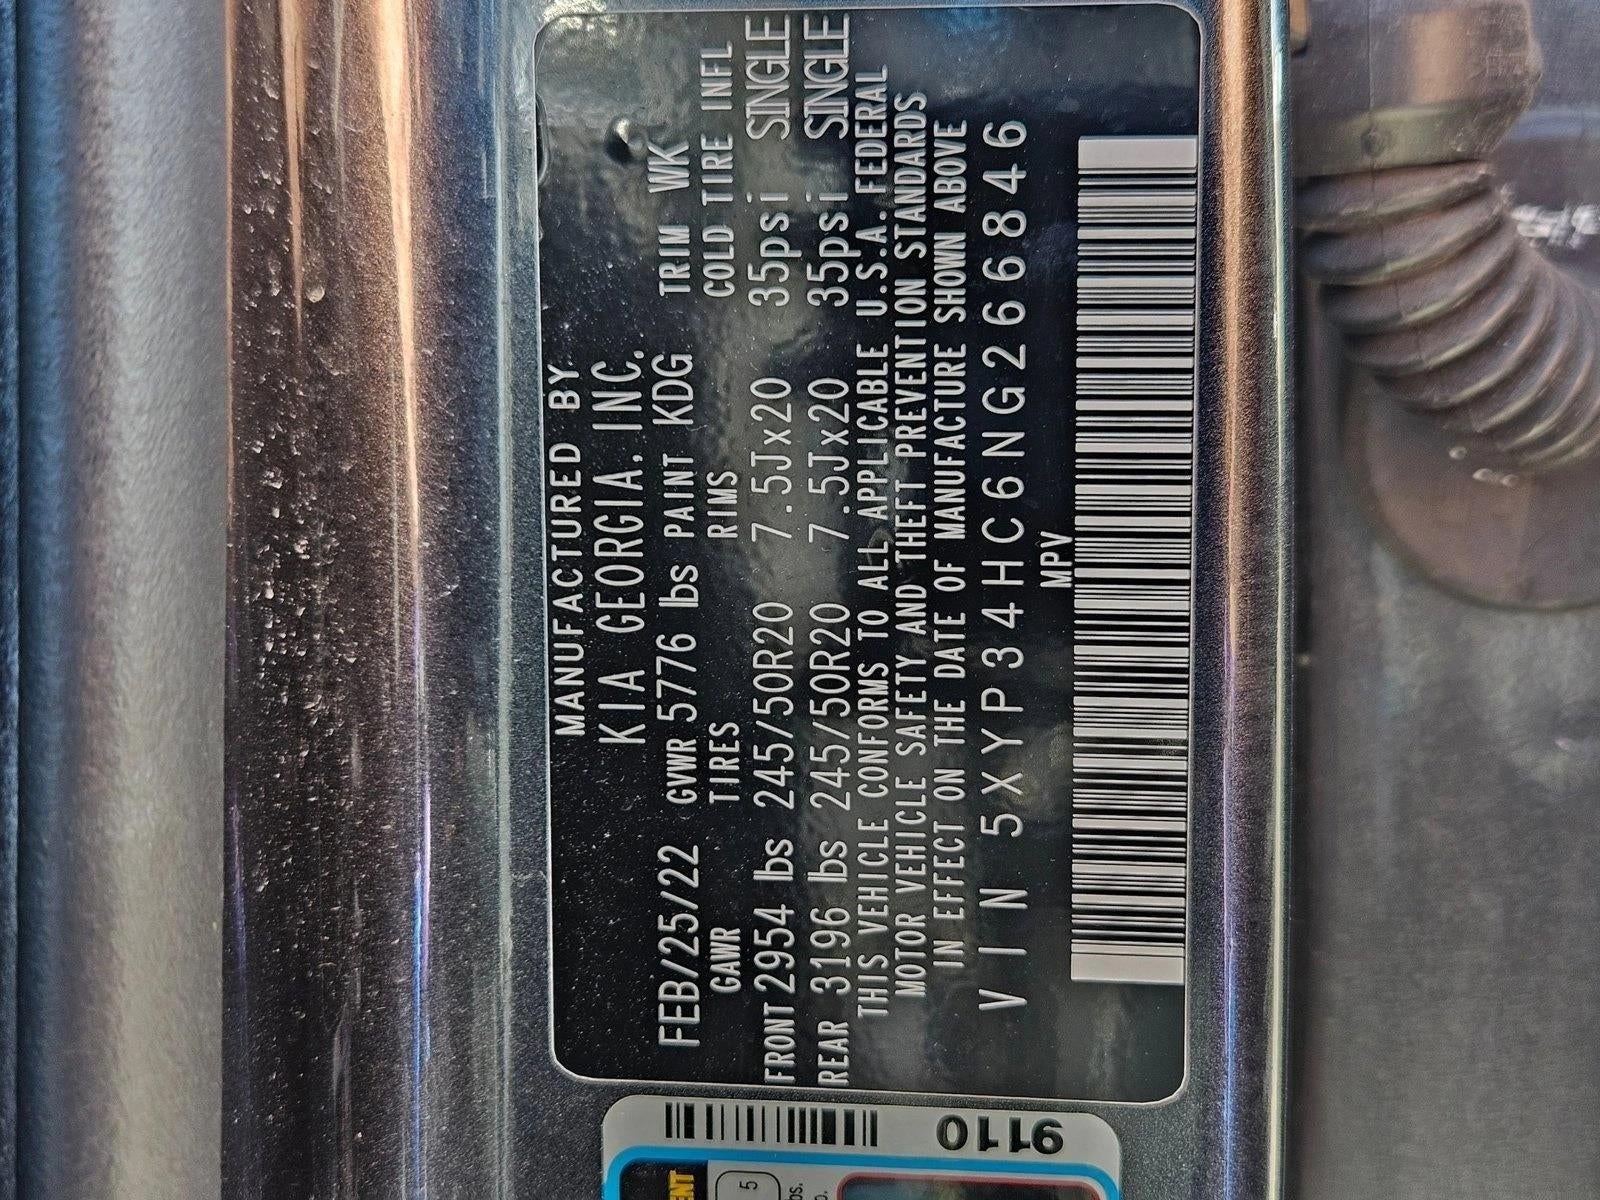 MANUFACTURED BY
KIA GEORGIA, INC.
FEB/25/22 GVWR 5776 lbs PAINT KDG TRIM WK
GAWR TIRES RIMS COLD TIRE INFL
FRONT 2954 lbs 245/50R20 7.5Jx20 35psi SINGLE
REAR 3196 lbs 245/50R20 7.5Jx20 35psi SINGLE
THIS VEHICLE CONFORMS TO ALL APPLICABLE U.S.A. FEDERAL
MOTOR VEHICLE SAFETY AND THEFT PREVENTION STANDARDS
IN EFFECT ON THE DATE OF MANUFACTURE SHOWN ABOVE
VIN 5XYP34HC6NG266846
MPV
9110
5